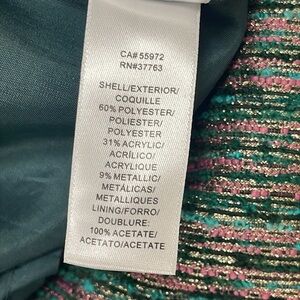 CA# 55972
RN#37763
SHELL/EXTERIOR/
COQUILLE
60% POLYESTER/
POLIESTER/
POLYESTER
31% ACRYLIC/
ACRÍLICO/
ACRYLIQUE
9% METALLIC/
METÁLICAS/
METALLIQUES
LINING/FORRO/
DOUBLURE:
100% ACETATE/
ACETATO/ACETATE